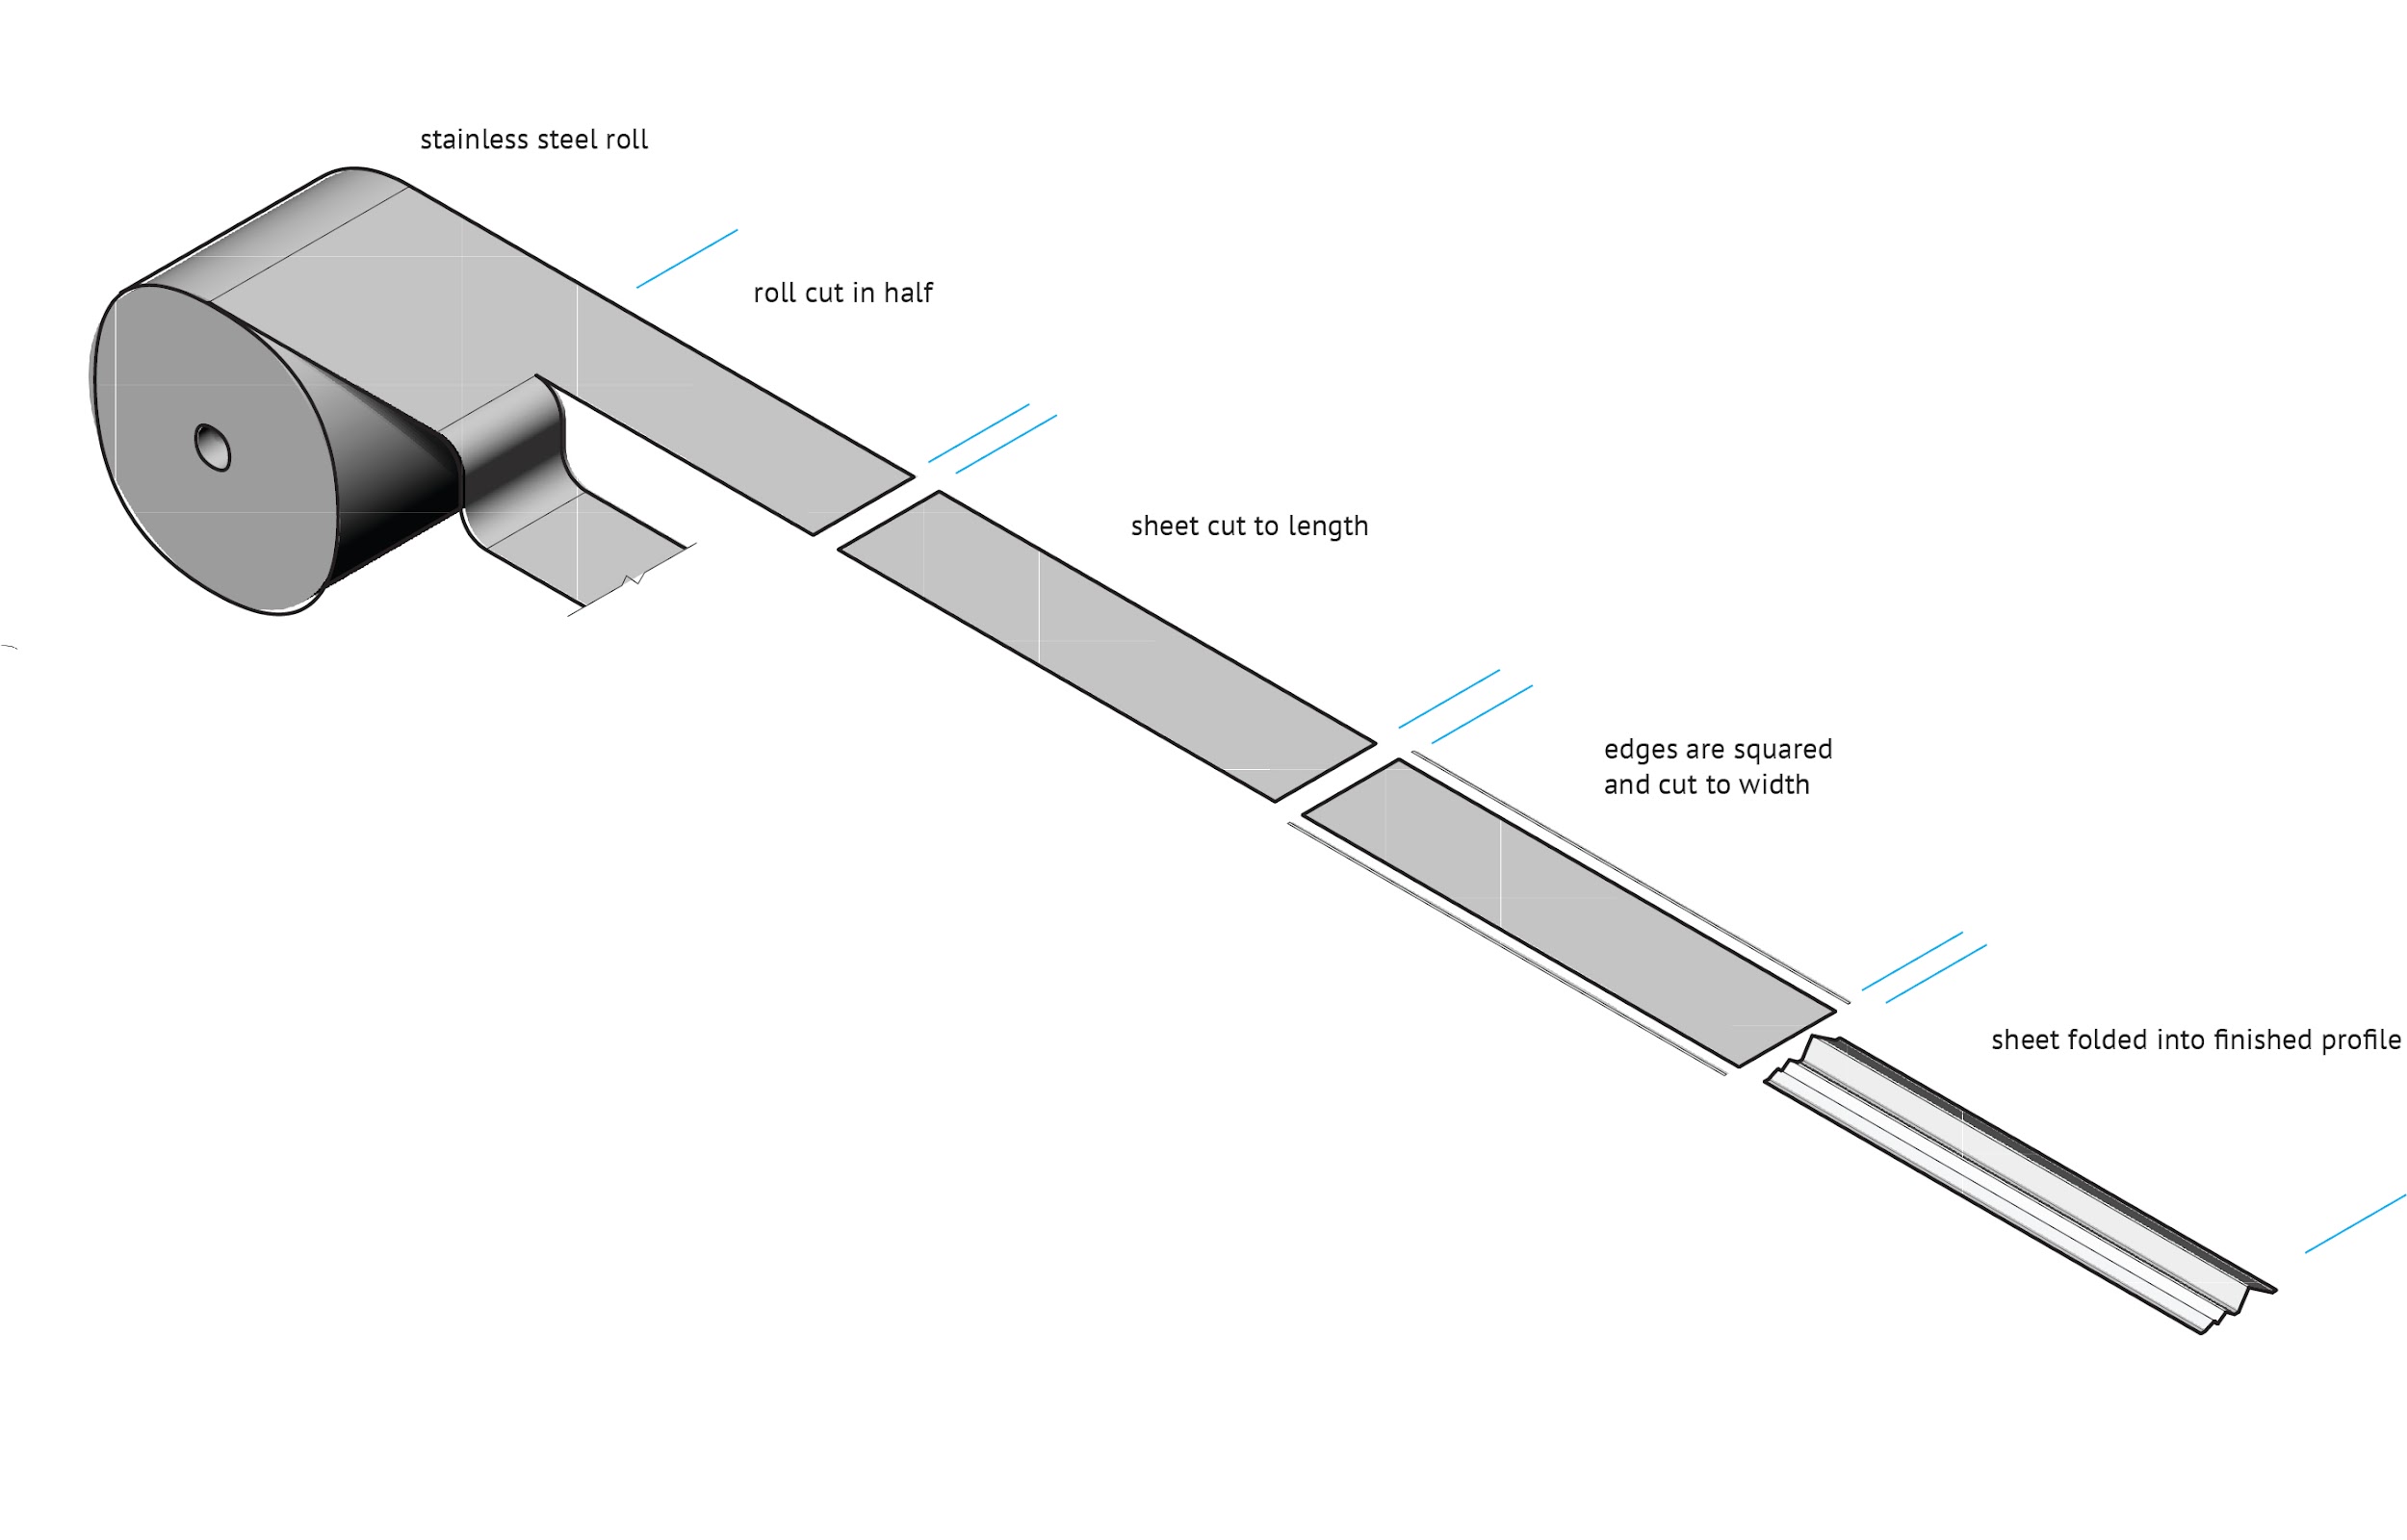 stainless steel roll
roll cut in half
sheet cut to length
edges are squared
and cut to width
sheet folded into finished profile